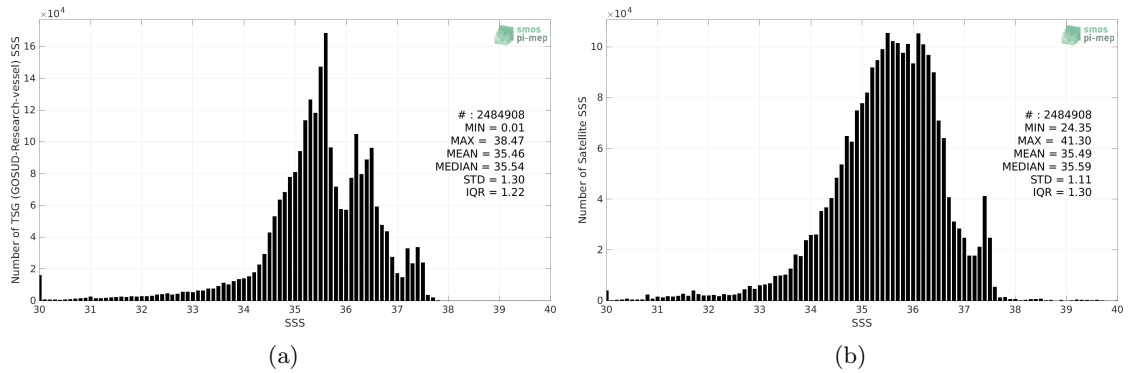 ×10⁴
smos
pi-mep
Number of TSG (GOSUD-Research-vessel) SSS
16
14
12
10
8
6
4
2
0
# : 2484908
MIN = 0.01
MAX = 38.47
MEAN = 35.46
MEDIAN = 35.54
STD = 1.30
IQR = 1.22
30 31 32 33 34 35 36 37 38 39 40
SSS
(a)
×10⁴
smos
pi-mep
Number of Satellite SSS
10
8
6
4
2
0
# : 2484908
MIN = 24.35
MAX = 41.30
MEAN = 35.49
MEDIAN = 35.59
STD = 1.11
IQR = 1.30
30 31 32 33 34 35 36 37 38 39 40
SSS
(b)